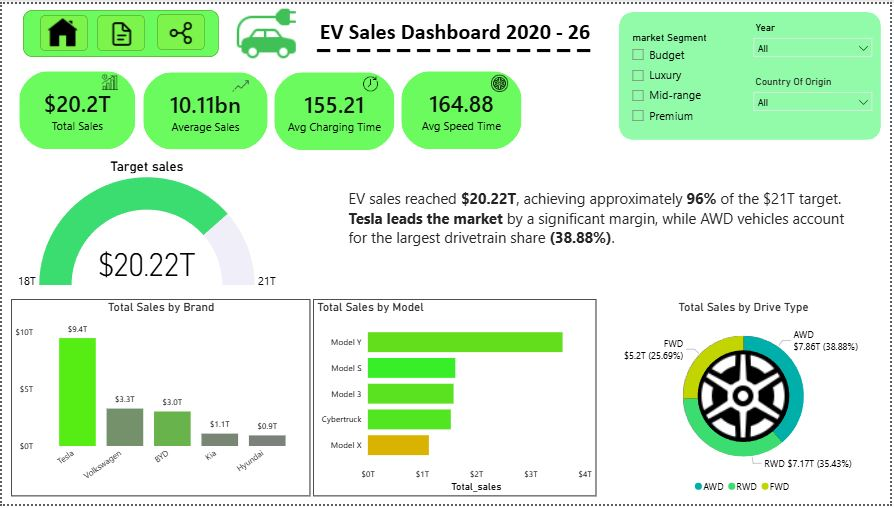 EV Sales Dashboard 2020 - 26
market Segment
Budget
Luxury
Mid-range
Premium
Year
All
Country Of Origin
All
$20.2T
Total Sales
10.11bn
Average Sales
155.21
Avg Charging Time
164.88
Avg Speed Time
Target sales
$20.22T
18T
21T
EV sales reached $20.22T, achieving approximately 96% of the $21T target.
Tesla leads the market by a significant margin, while AWD vehicles account
for the largest drivetrain share (38.88%).
Total Sales by Brand
$10T
$5T
$0T
$9.4T
$3.3T
$3.0T
$1.1T
$0.9T
Tesla
Volkswagen
BYD
Kia
Hyundai
Total Sales by Model
Model Y
Model S
Model 3
Cybertruck
Model X
$0T
$1T
$2T
$3T
$4T
Total_sales
Total Sales by Drive Type
AWD
$7.86T (38.88%)
FWD
$5.2T (25.69%)
RWD $7.17T (35.43%)
AWD RWD FWD